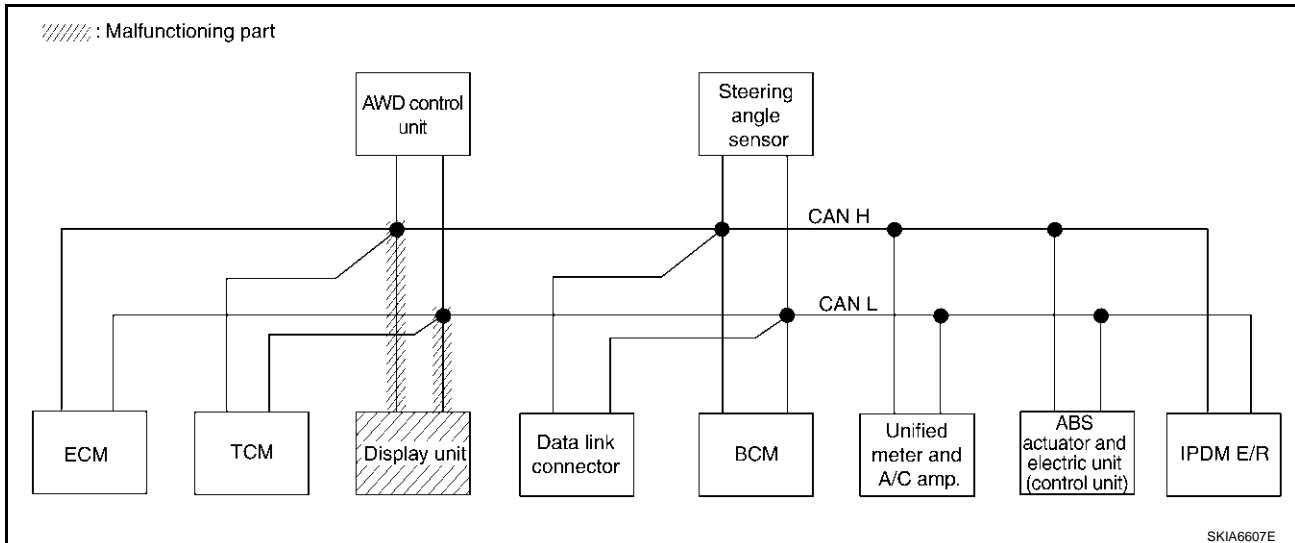 : Malfunctioning part
AWD control
unit
Steering
angle
sensor
CAN H
CAN L
ECM
TCM
Display unit
Data link
connector
BCM
Unified
meter and
A/C amp.
ABS
actuator and
electric unit
(control unit)
IPDM E/R
SKIA6607E